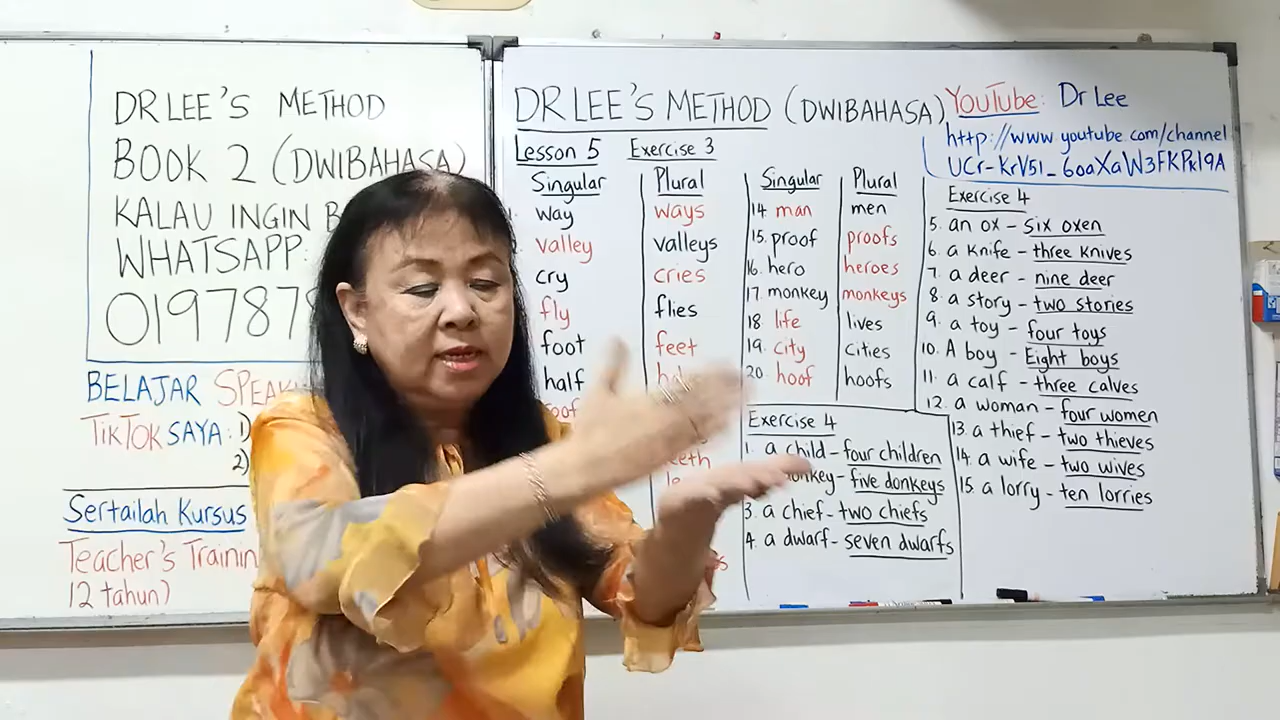 DR LEE'S METHOD
BOOK 2 (DWIBAHASA)
KALAU INGIN
WHATSAPP:
BELAJAR
TIKTOK SAYA: 1)
2)
Sertailah Kursus
Teacher's
12 tahun)
DR LEE'S METHOD (DWIBAHASA)
YouTube: Dr Lee
http://www youtube com/channel
UCr-KrV51_6oaXaW3FKPkl9A
Lesson 5 Exercise 3
Singular Plural
way ways
valley valleys
cry cries
fly flies
foot feet
half
Singular Plural
14. man men
15. proof proofs
16. hero heroes
17. monkey monkeys
18 life lives
19. city cities
20. hoof hoofs
Exercise 4
1. a child - four children
five donkeys
3. a chief - two chiefs
4. a dwarf - seven dwarfs
Exercise 4
5. an ox - six oxen
6. a knife - three knives
7. a deer - nine deer
8. a story - two stories
9. a toy - four toys
10. A boy - Eight boys
11. a calf - three calves
12. a woman - four women
13. a thief - two thieves
14. a wife - two wives
15. a lorry - ten lorries